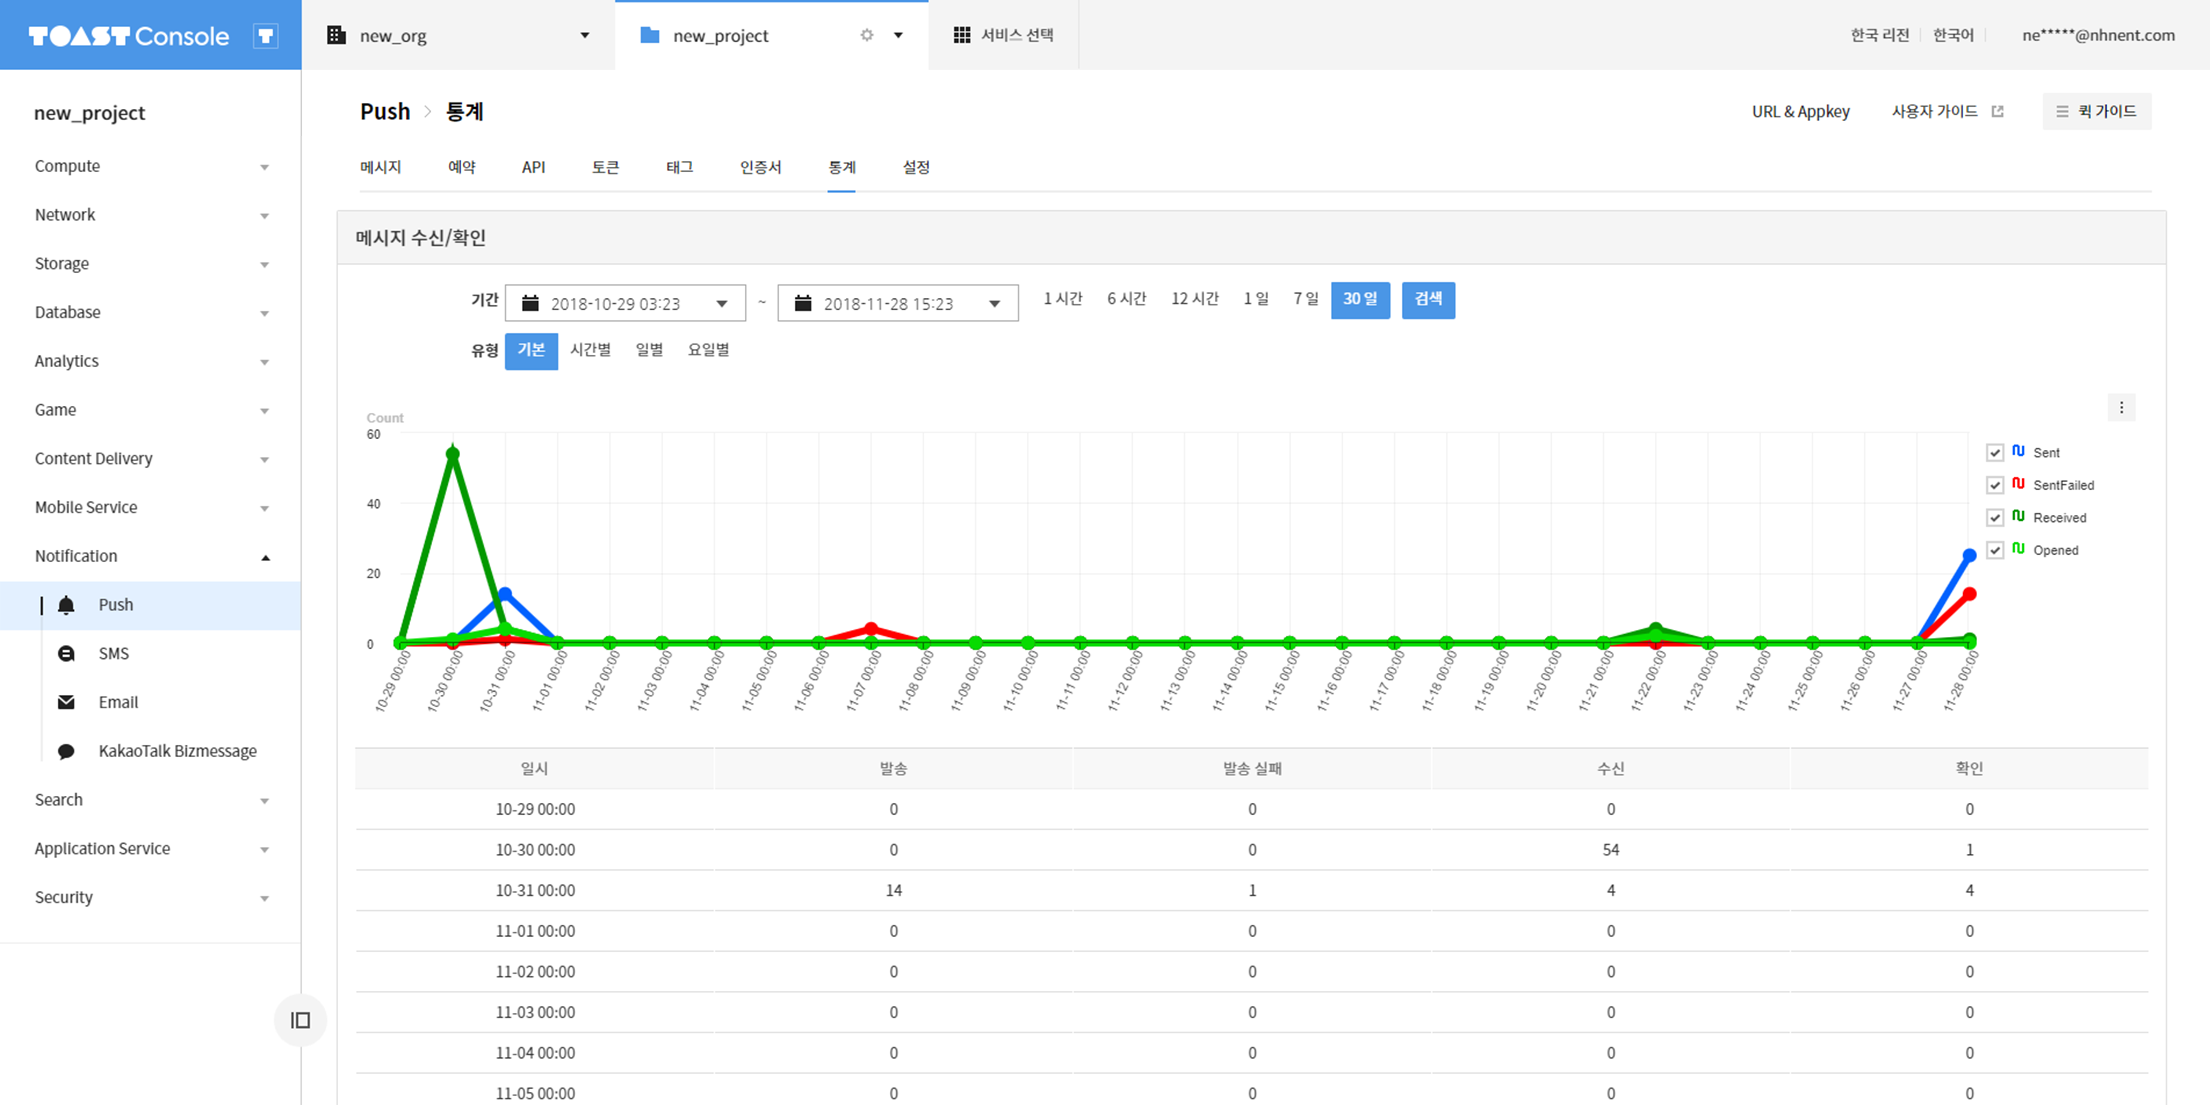 TOAST Console
new_org
new_project
서비스 선택
한국 리전
한국어
ne*****@nhnent.com
new_project
Compute
Network
Storage
Database
Analytics
Game
Content Delivery
Mobile Service
Notification
Push
SMS
Email
KakaoTalk Bizmessage
Search
Application Service
Security
Push > 통계
URL & Appkey
사용자 가이드
퀵 가이드
메시지 예약 API 토큰 태그 인증서 통계 설정
메시지 수신/확인
기간 2018-10-29 03:23 ~ 2018-11-28 15:23 1 시간 6 시간 12 시간 1 일 7 일 30 일 검색
유형 기본 시간별 일별 요일별
Count
60
40
20
0
10-29 00:00 10-30 00:00 10-31 00:00 11-01 00:00 11-02 00:00 11-03 00:00 11-04 00:00 11-05 00:00 11-06 00:00 11-07 00:00 11-08 00:00 11-09 00:00 11-10 00:00 11-11 00:00 11-12 00:00 11-13 00:00 11-14 00:00 11-15 00:00 11-16 00:00 11-17 00:00 11-18 00:00 11-19 00:00 11-20 00:00 11-21 00:00 11-22 00:00 11-23 00:00 11-24 00:00 11-25 00:00 11-26 00:00 11-27 00:00 11-28 00:00
Sent
SentFailed
Received
Opened
일시 발송 발송 실패 수신 확인
10-29 00:00 0 0 0 0
10-30 00:00 0 0 54 1
10-31 00:00 14 1 4 4
11-01 00:00 0 0 0 0
11-02 00:00 0 0 0 0
11-03 00:00 0 0 0 0
11-04 00:00 0 0 0 0
11-05 00:00 0 0 0 0